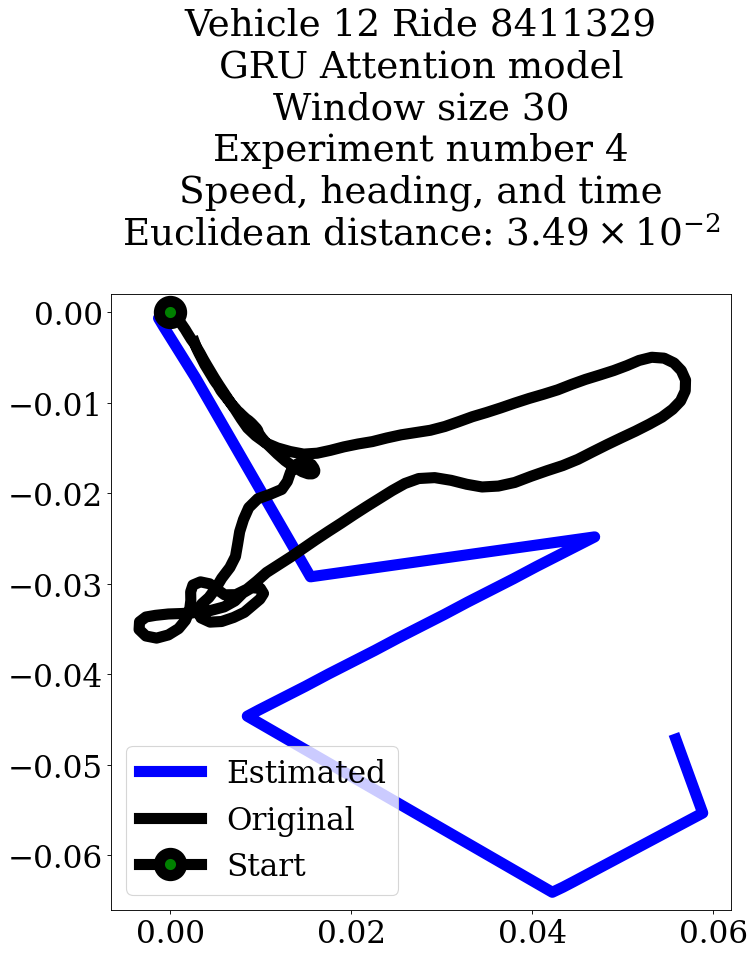 Vehicle 12 Ride 8411329
GRU Attention model
Window size 30
Experiment number 4
Speed, heading, and time
Euclidean distance: 3.49 × 10⁻²
0.00
−0.01
−0.02
−0.03
−0.04
−0.05
−0.06
Estimated
Original
Start
0.00 0.02 0.04 0.06